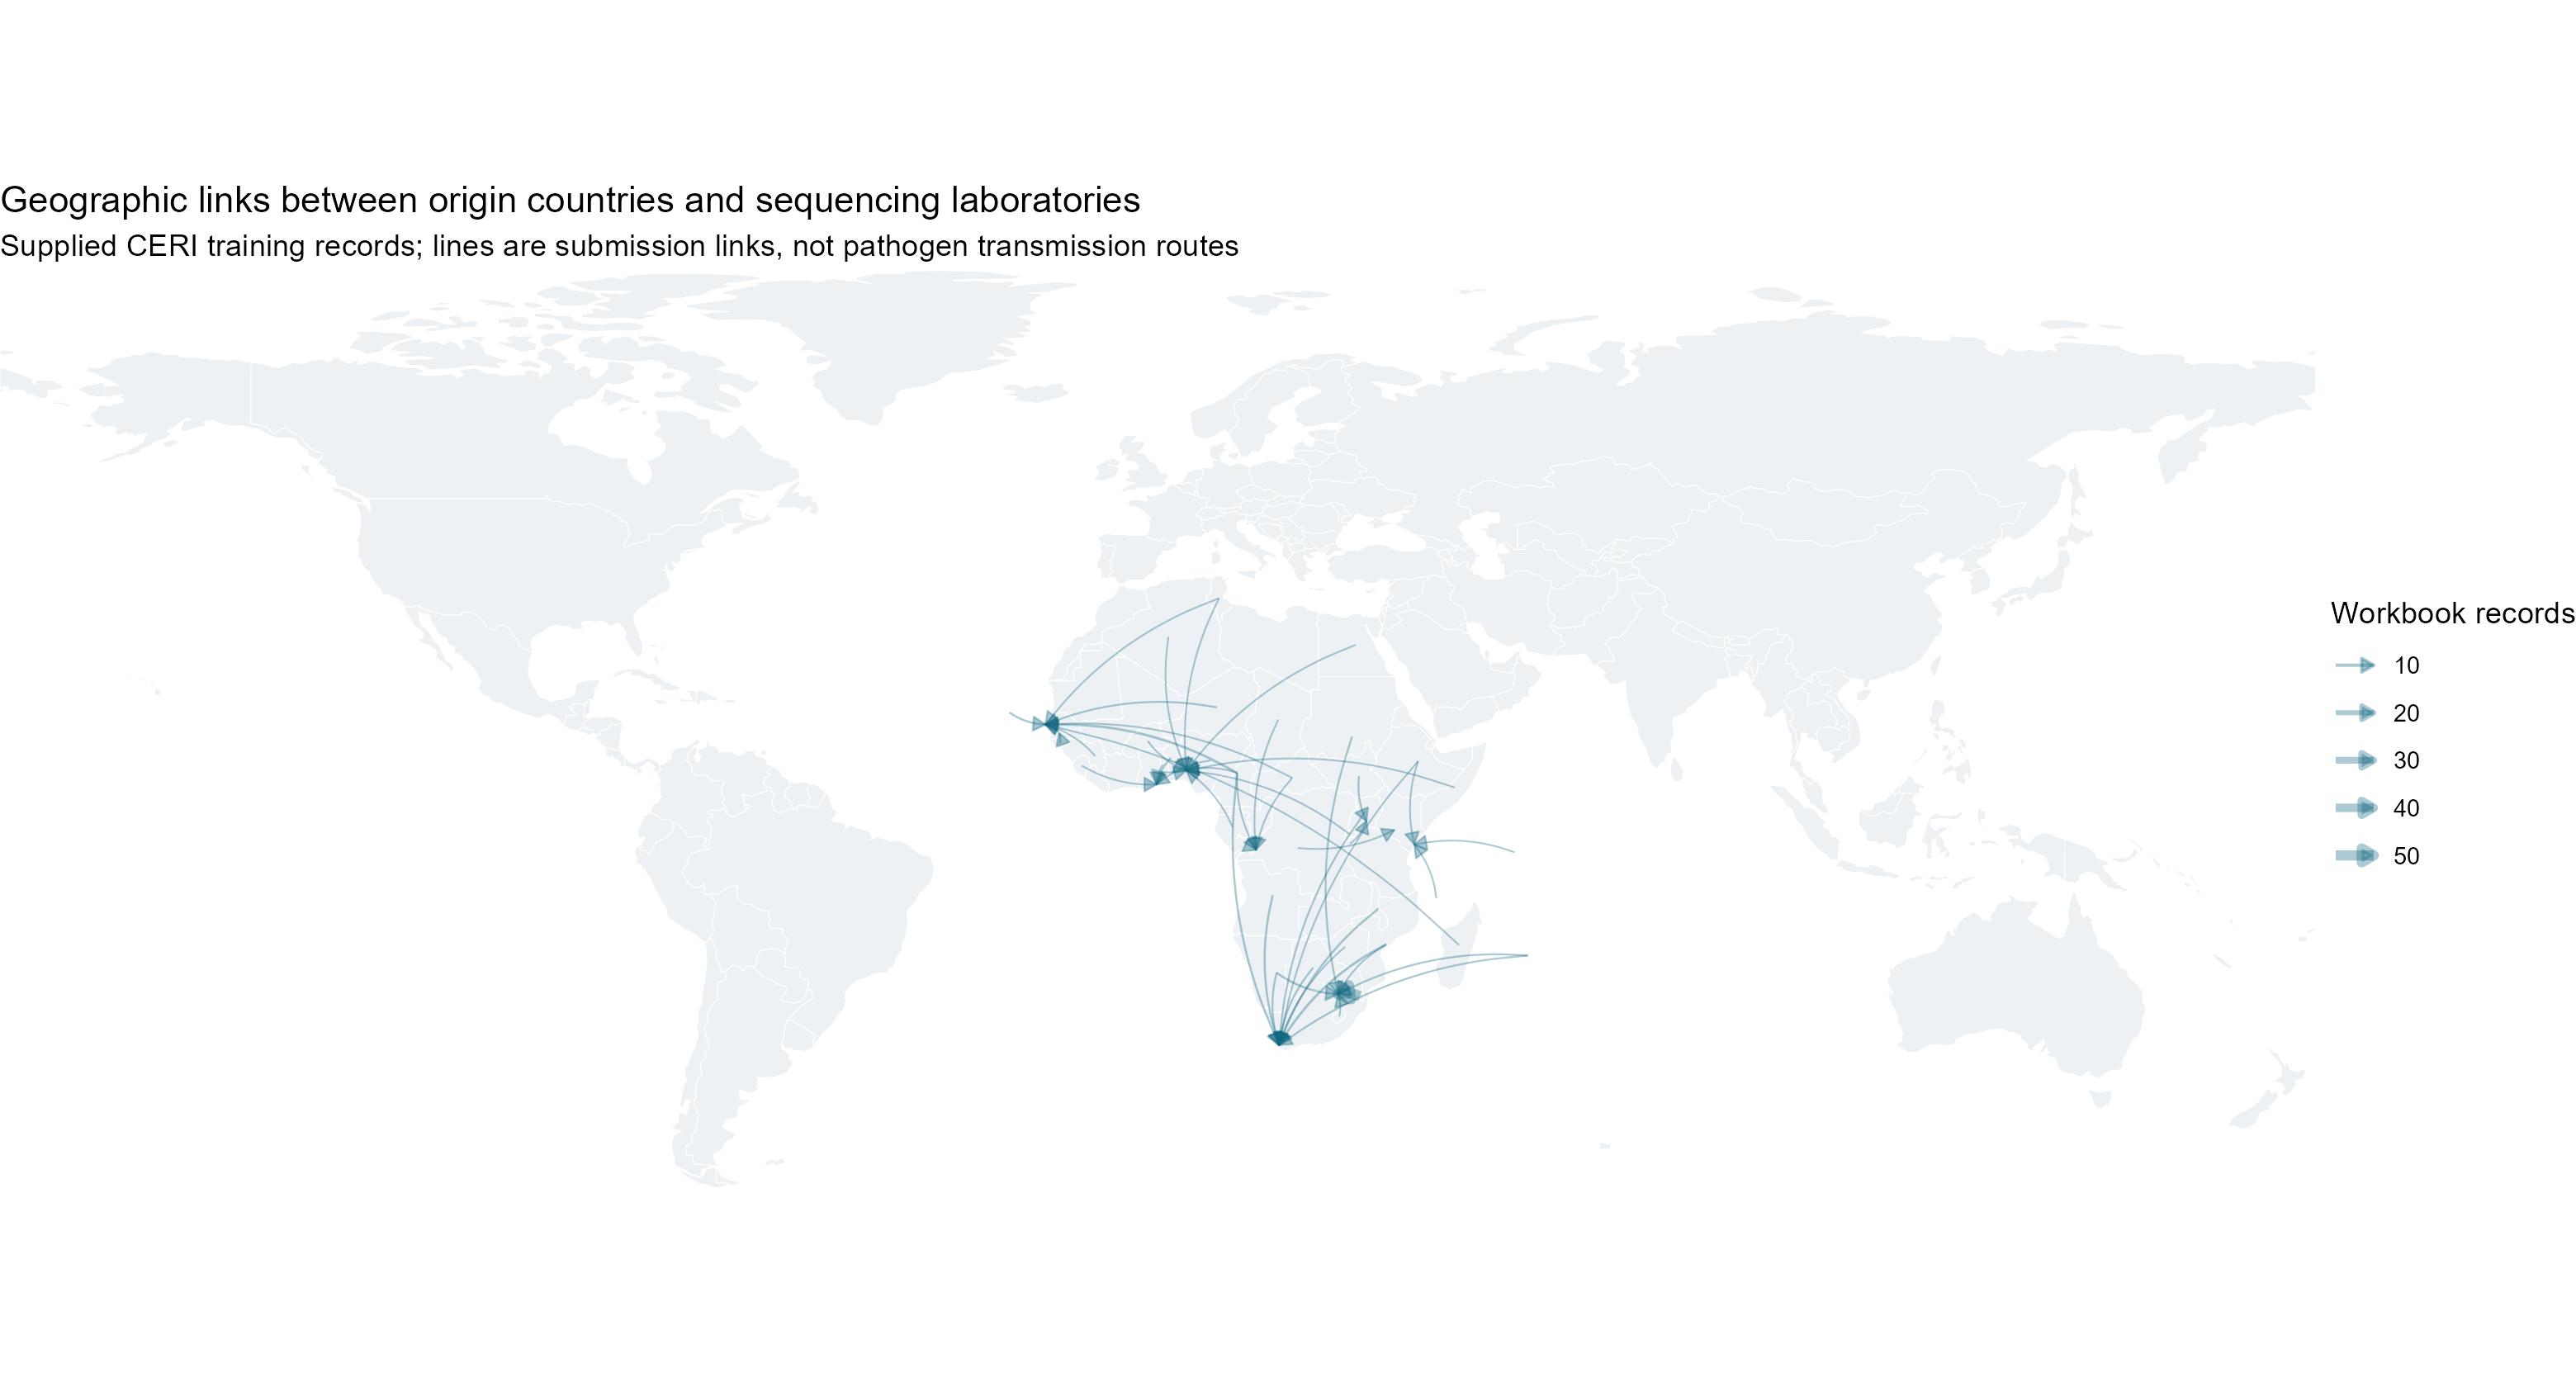 Geographic links between origin countries and sequencing laboratories
Supplied CERI training records; lines are submission links, not pathogen transmission routes
Workbook records
10
20
30
40
50